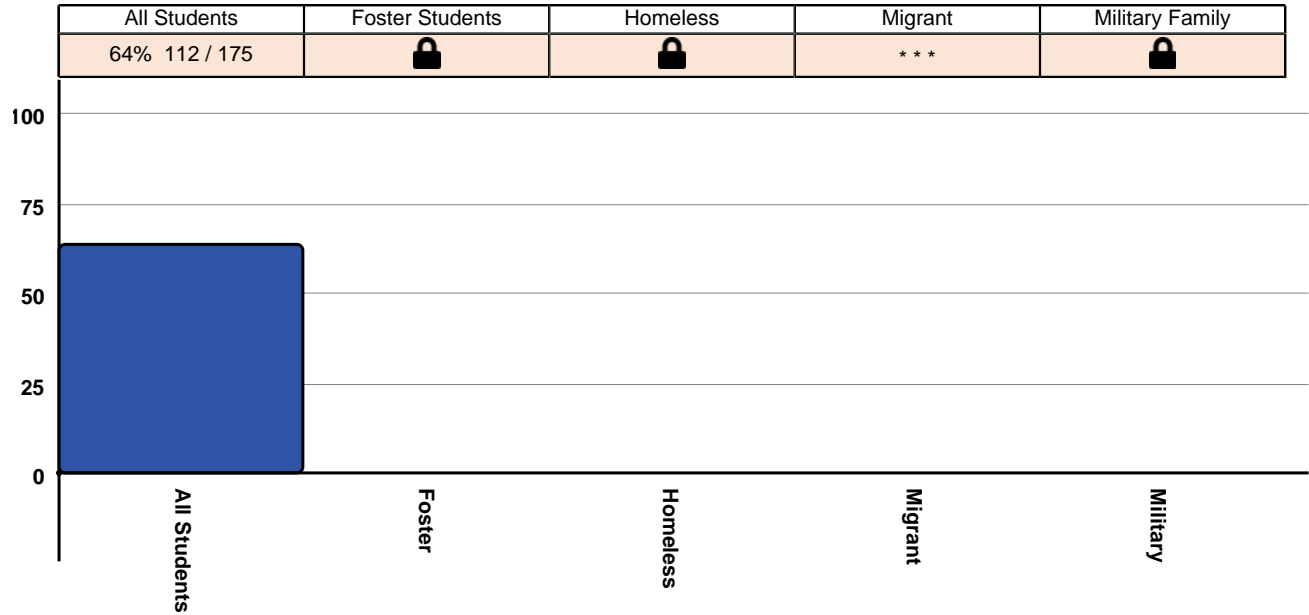 All Students Foster Students Homeless Migrant Military Family
64% 112 / 175 * * *
100
75
50
25
0
All Students
Foster
Homeless
Migrant
Military